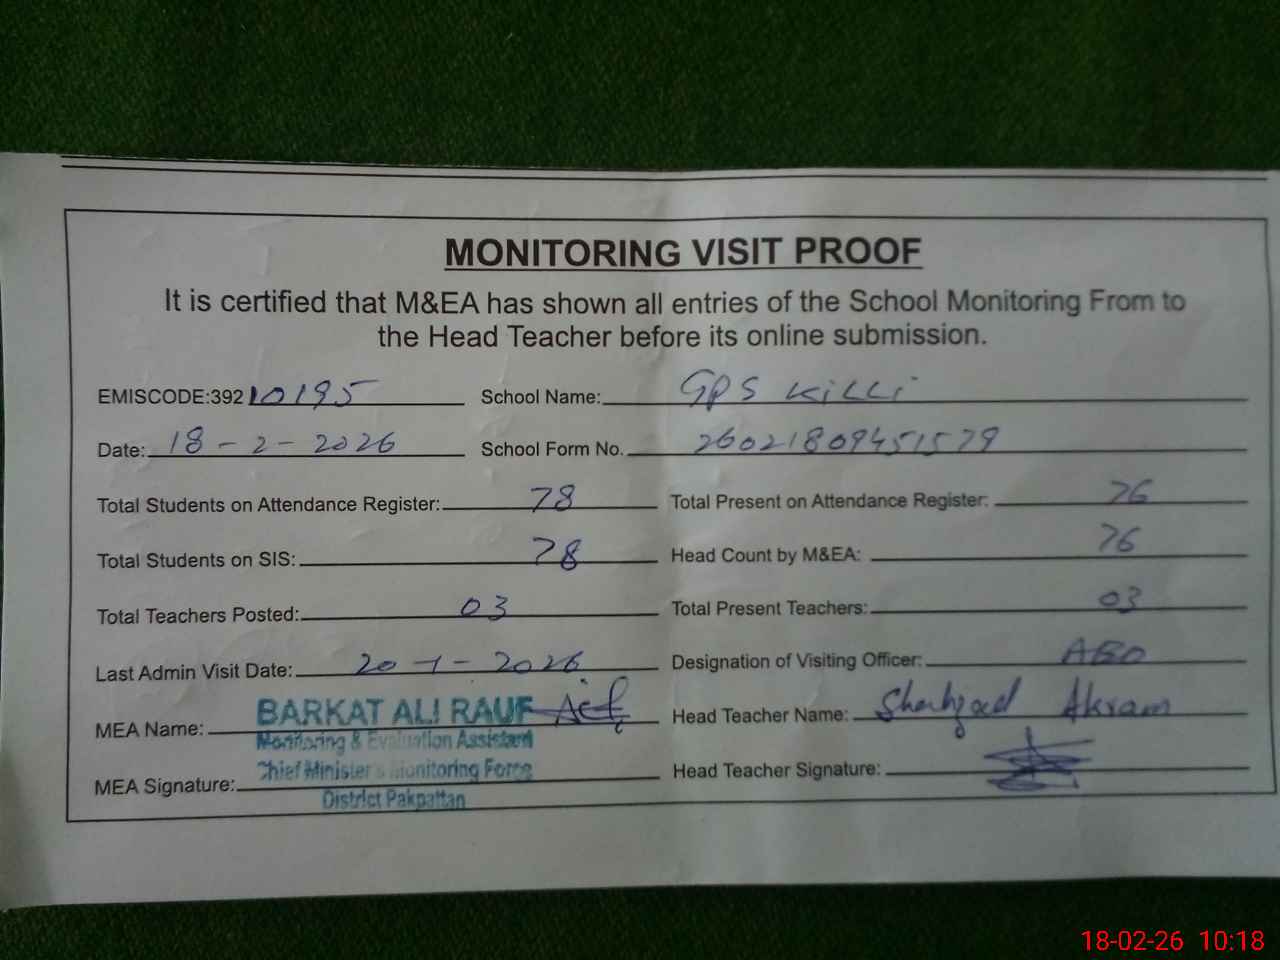 MONITORING VISIT PROOF
It is certified that M&EA has shown all entries of the School Monitoring From to
the Head Teacher before its online submission.
EMISCODE:39210195 School Name: GPS KiLLi
Date: 18-2-2026 School Form No. 26021809451579
Total Students on Attendance Register: 78 Total Present on Attendance Register: 76
Total Students on SIS: 78 Head Count by M&EA: 76
Total Teachers Posted: 03 Total Present Teachers: 03
Last Admin Visit Date: 20-1-2026 Designation of Visiting Officer: AEO
MEA Name: BARKAT ALI RAUF Head Teacher Name: Shahzad Akram
Monitoring & Evaluation Assistant
MEA Signature: Chief Minister's Monitoring Force Head Teacher Signature:
District Pakpattan
18-02-26 10:18